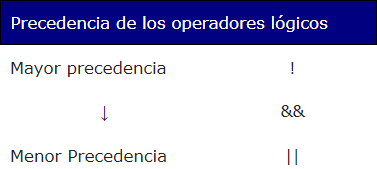 Precedencia de los operadores lógicos
Mayor precedencia !
↓ &&
Menor Precedencia ||